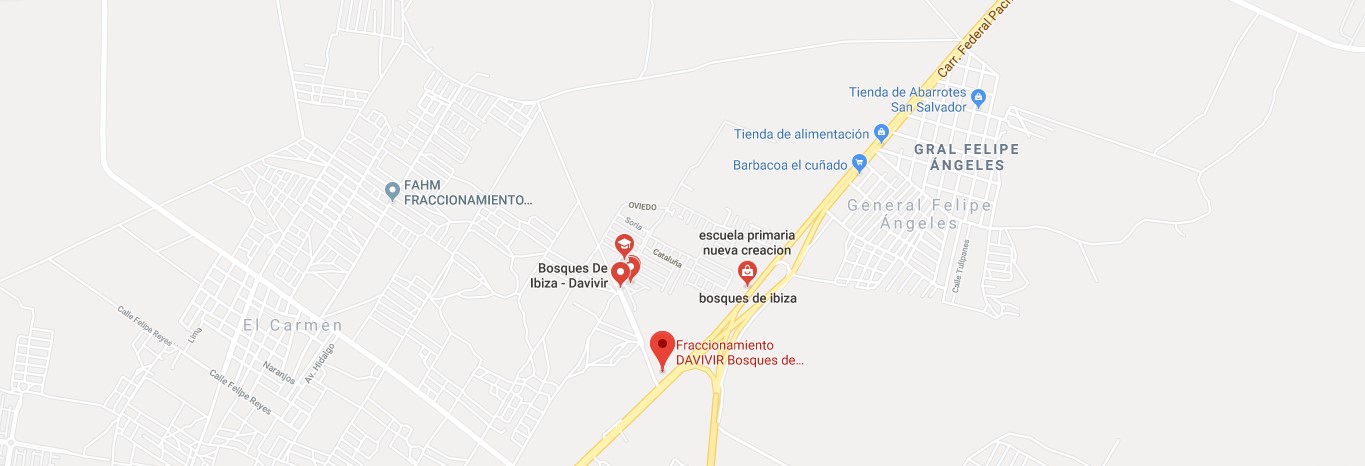 Carr. Federal Pach
Tienda de Abarrotes
San Salvador
Tienda de alimentación
GRAL FELIPE
ÁNGELES
Barbacoa el cuñado
FAHM
FRACCIONAMIENTO...
General Felipe
Ángeles
OVIEDO
Soria
Cataluña
escuela primaria
nueva creacion
Calle Tulipanas
Bosques De
Ibiza - Davivir
bosques de ibiza
Calle Felipe Reyes
Lima
El Carmen
Fraccionamiento
DAVIVIR Bosques de...
Naranjos
Av. Hidalgo
Calle Felipe Reyes